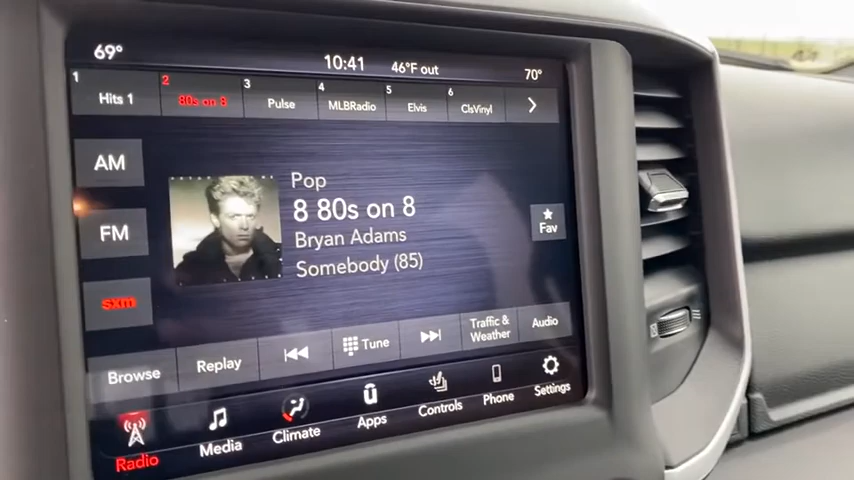 69°
10:41
46°F out
70°
1 Hits 1
2 80s on 8
3 Pulse
4 MLBRadio
5 Elvis
6 ClsVinyl
AM
FM
sxm
Pop
8 80s on 8
Bryan Adams
Somebody (85)
Fav
Browse
Replay
Tune
Traffic &
Weather
Audio
Radio
Media
Climate
Apps
Controls
Phone
Settings